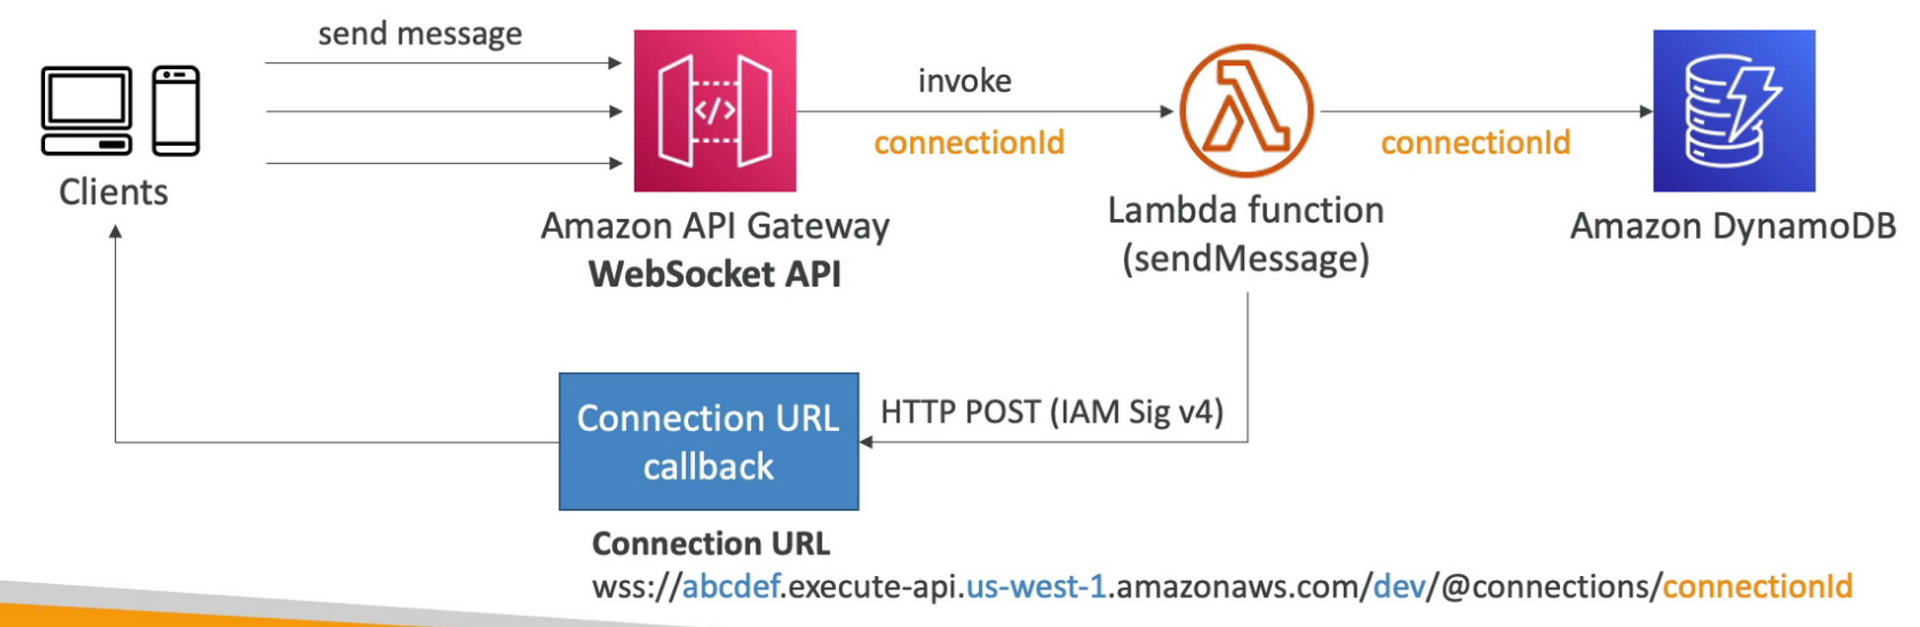 send message
invoke
connectionId
connectionId
Clients
Amazon API Gateway
WebSocket API
Lambda function
(sendMessage)
Amazon DynamoDB
</>
Connection URL
callback
HTTP POST (IAM Sig v4)
Connection URL
wss://abcdef.execute-api.us-west-1.amazonaws.com/dev/@connections/connectionId